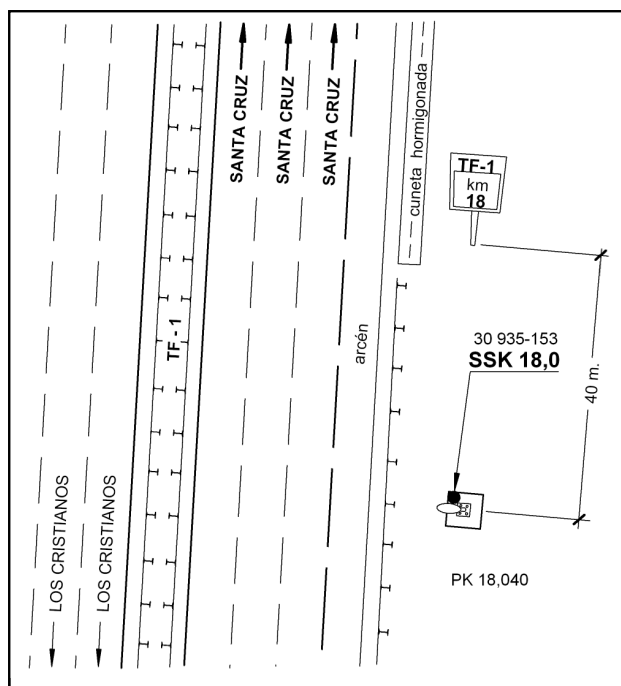 SANTA CRUZ
SANTA CRUZ
SANTA CRUZ
cuneta hormigonada
TF-1
km
18
TF - 1
arcén
30 935-153
SSK 18,0
40 m.
LOS CRISTIANOS
LOS CRISTIANOS
PK 18,040